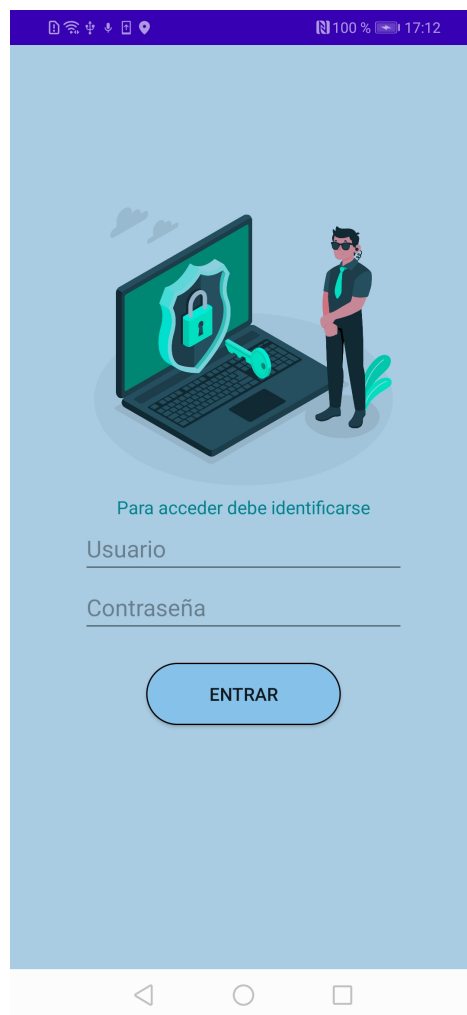 100 % 17:12
Para acceder debe identificarse
Usuario
Contraseña
ENTRAR